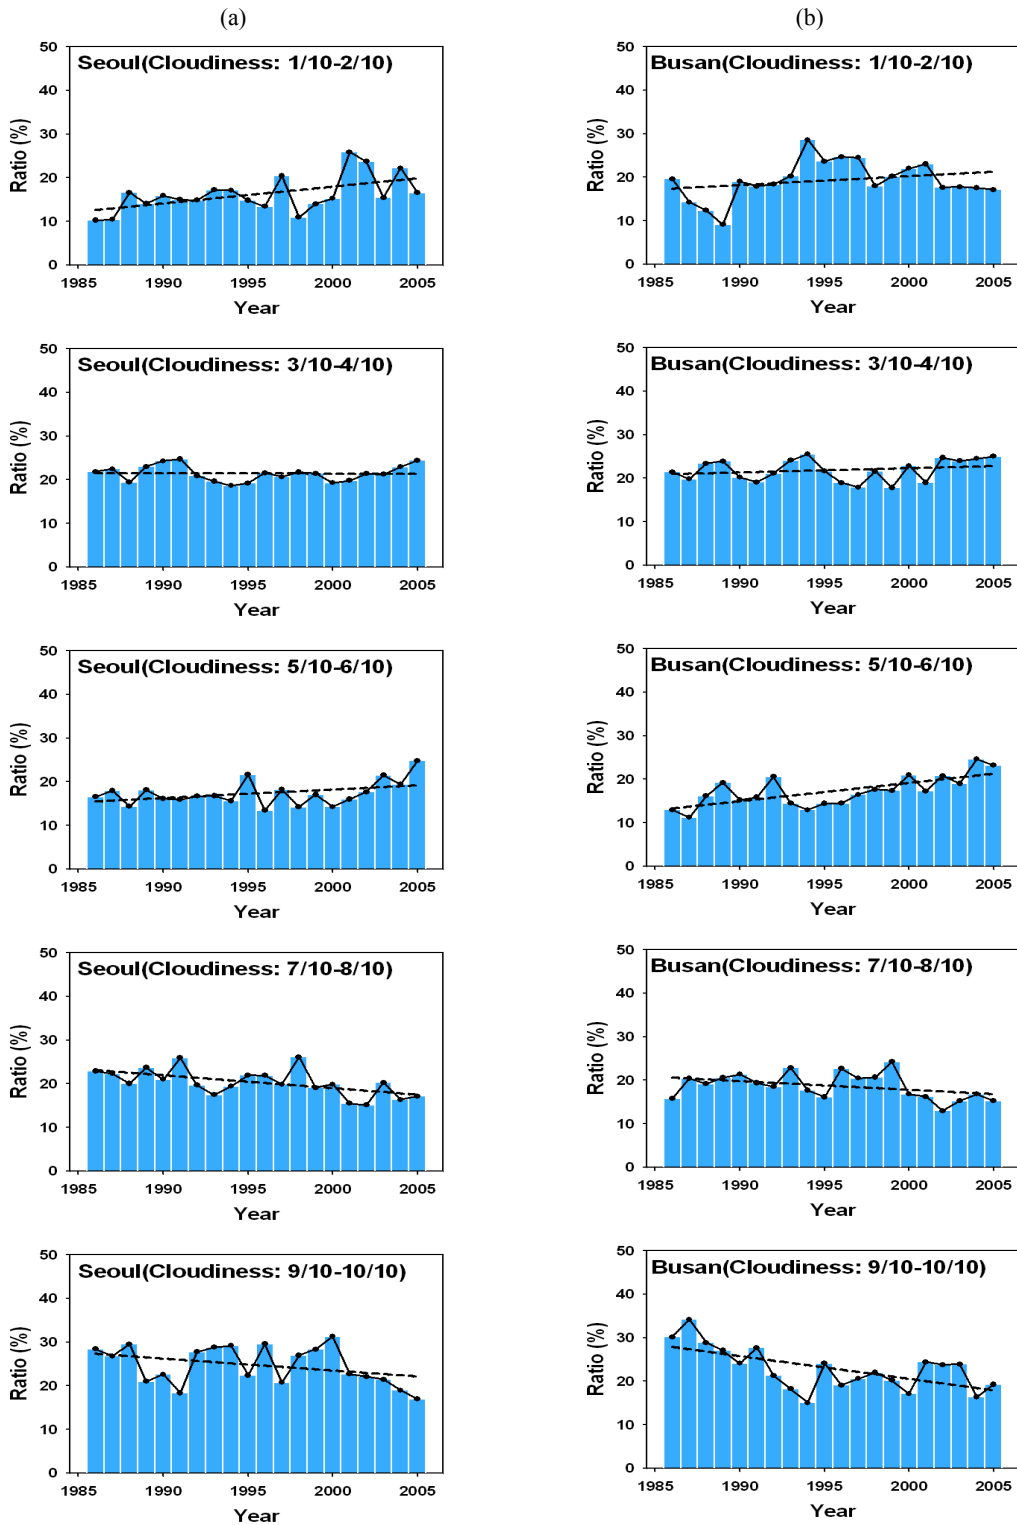 (a)
(b)
Seoul(Cloudiness: 1/10-2/10)
50
40
30
20
10
0
Ratio (%)
1985 1990 1995 2000 2005
Year
Busan(Cloudiness: 1/10-2/10)
50
40
30
20
10
0
Ratio (%)
1985 1990 1995 2000 2005
Year
Seoul(Cloudiness: 3/10-4/10)
50
40
30
20
10
0
Ratio (%)
1985 1990 1995 2000 2005
Year
Busan(Cloudiness: 3/10-4/10)
50
40
30
20
10
0
Ratio (%)
1985 1990 1995 2000 2005
Year
Seoul(Cloudiness: 5/10-6/10)
50
40
30
20
10
0
Ratio (%)
1985 1990 1995 2000 2005
Year
Busan(Cloudiness: 5/10-6/10)
50
40
30
20
10
0
Ratio (%)
1985 1990 1995 2000 2005
Year
Seoul(Cloudiness: 7/10-8/10)
50
40
30
20
10
0
Ratio (%)
1985 1990 1995 2000 2005
Year
Busan(Cloudiness: 7/10-8/10)
50
40
30
20
10
0
Ratio (%)
1985 1990 1995 2000 2005
Year
Seoul(Cloudiness: 9/10-10/10)
50
40
30
20
10
0
Ratio (%)
1985 1990 1995 2000 2005
Year
Busan(Cloudiness: 9/10-10/10)
50
40
30
20
10
0
Ratio (%)
1985 1990 1995 2000 2005
Year